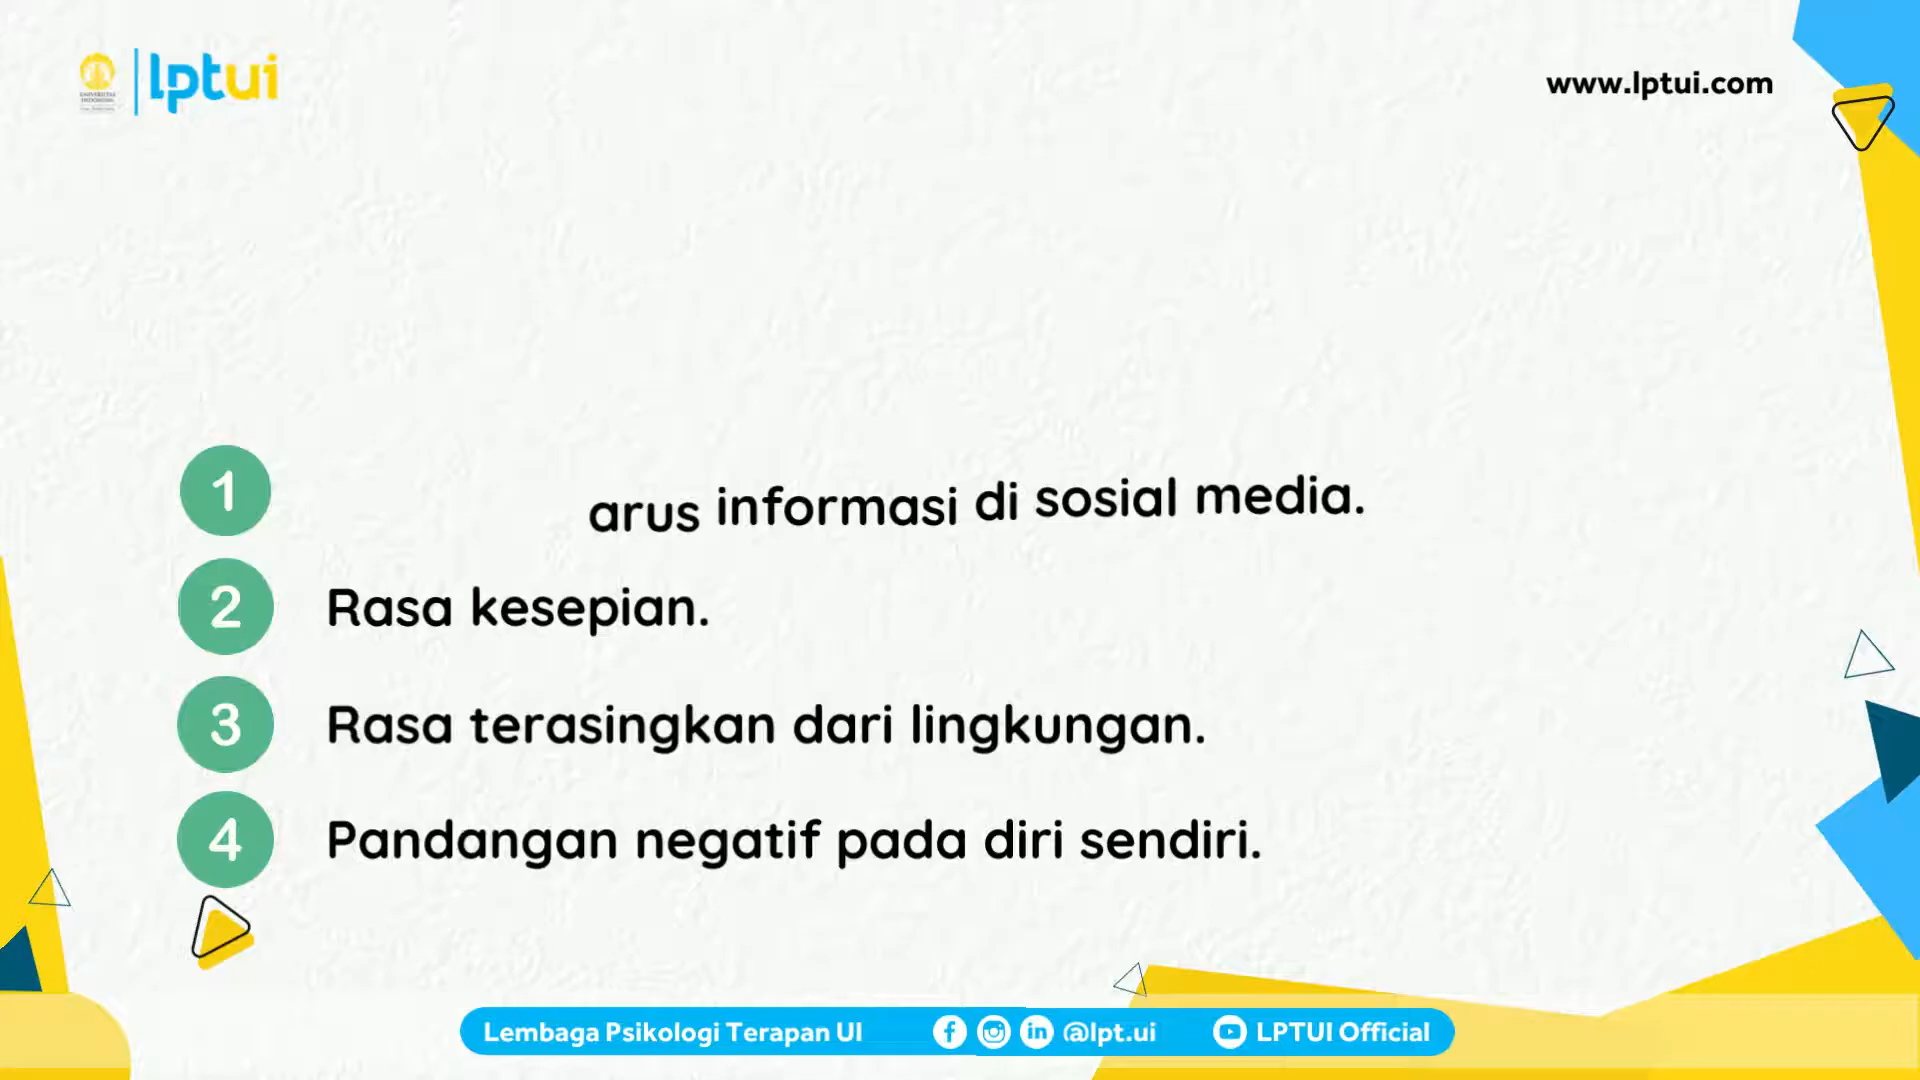 lptui
www.lptui.com
1
arus informasi di sosial media.
2
Rasa kesepian.
3
Rasa terasingkan dari lingkungan.
4
Pandangan negatif pada diri sendiri.
Lembaga Psikologi Terapan UI
@lpt.ui
LPTUI Official